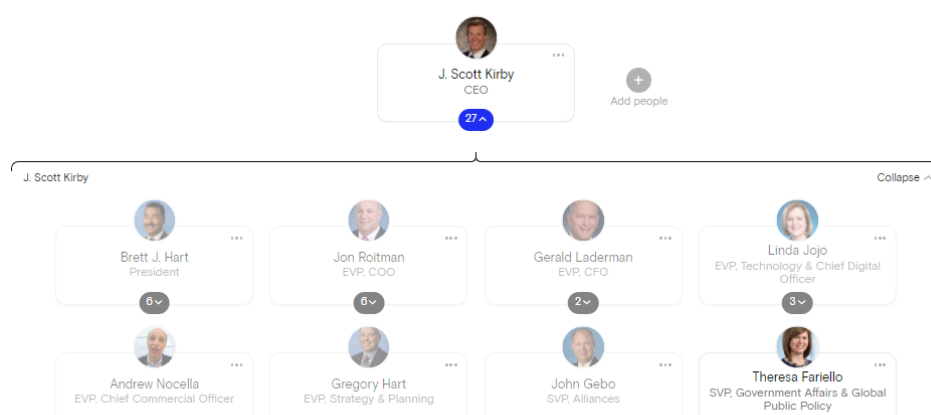 J. Scott Kirby
CEO
27
Add people
J. Scott Kirby
Collapse
Brett J. Hart
President
6
Jon Roitman
EVP, COO
6
Gerald Laderman
EVP, CFO
2
Linda Jojo
EVP, Technology & Chief Digital
Officer
3
Andrew Nocella
EVP, Chief Commercial Officer
Gregory Hart
EVP, Strategy & Planning
John Gebo
SVP, Alliances
Theresa Fariello
SVP, Government Affairs & Global
Public Policy